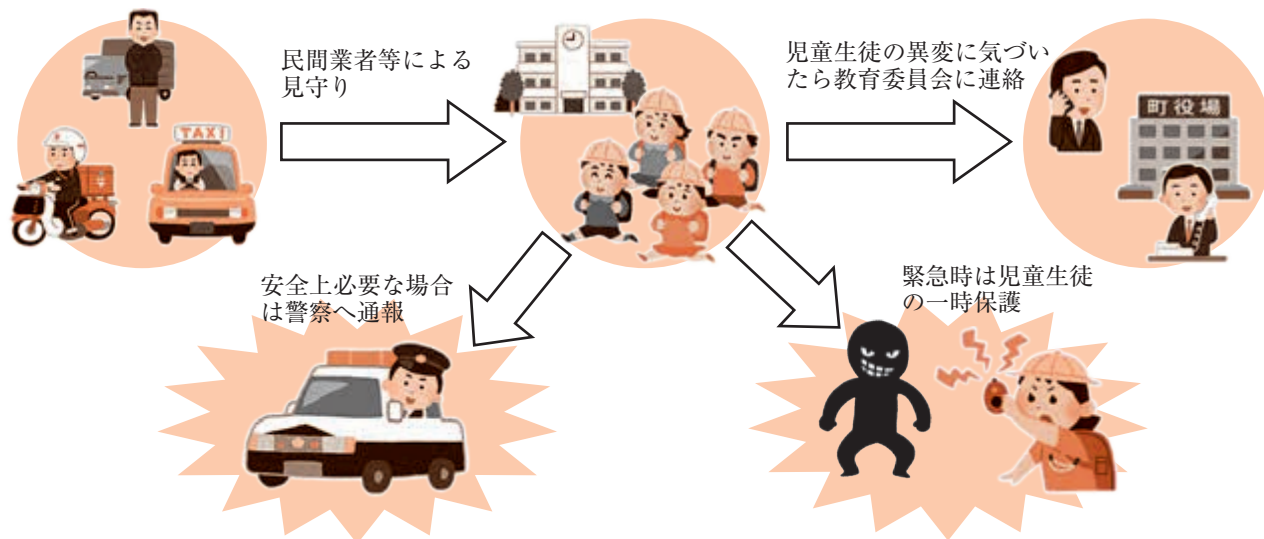 民間業者等による
見守り
児童生徒の異変に気づい
たら教育委員会に連絡
TAXI
町役場
安全上必要な場合
は警察へ通報
緊急時は児童生徒
の一時保護